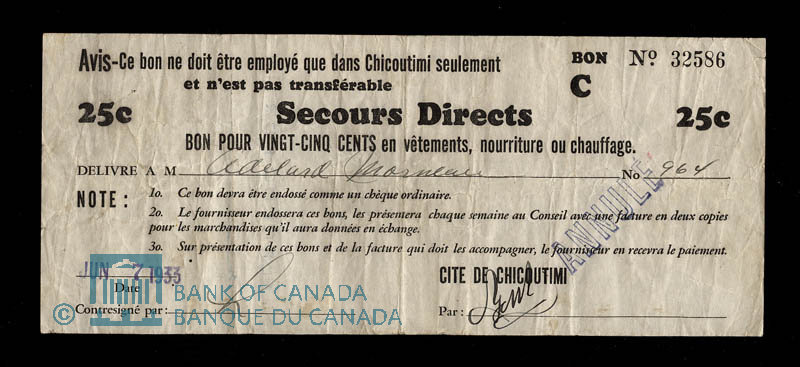 Avis-Ce bon ne doit être employé que dans Chicoutimi seulement
et n'est pas transférable
BON Nº 32586
C
25c Secours Directs 25c
BON POUR VINGT-CINQ CENTS en vêtements, nourriture ou chauffage.
DELIVRE A M Adelard Morneau No 964
NOTE : 1o. Ce bon devra être endossé comme un chèque ordinaire.
2o. Le fournisseur endossera ces bons, les présentera chaque semaine au Conseil avec une facture en deux copies
pour les marchandises qu'il aura données en échange.
3o. Sur présentation de ces bons et de la facture qui doit les accompagner, le fournisseur en recevra le paiement.
ANNULÉ
JUN 7 1933
Date
CITE DE CHICOUTIMI
Contresigné par :
Par :
© BANK OF CANADA
BANQUE DU CANADA